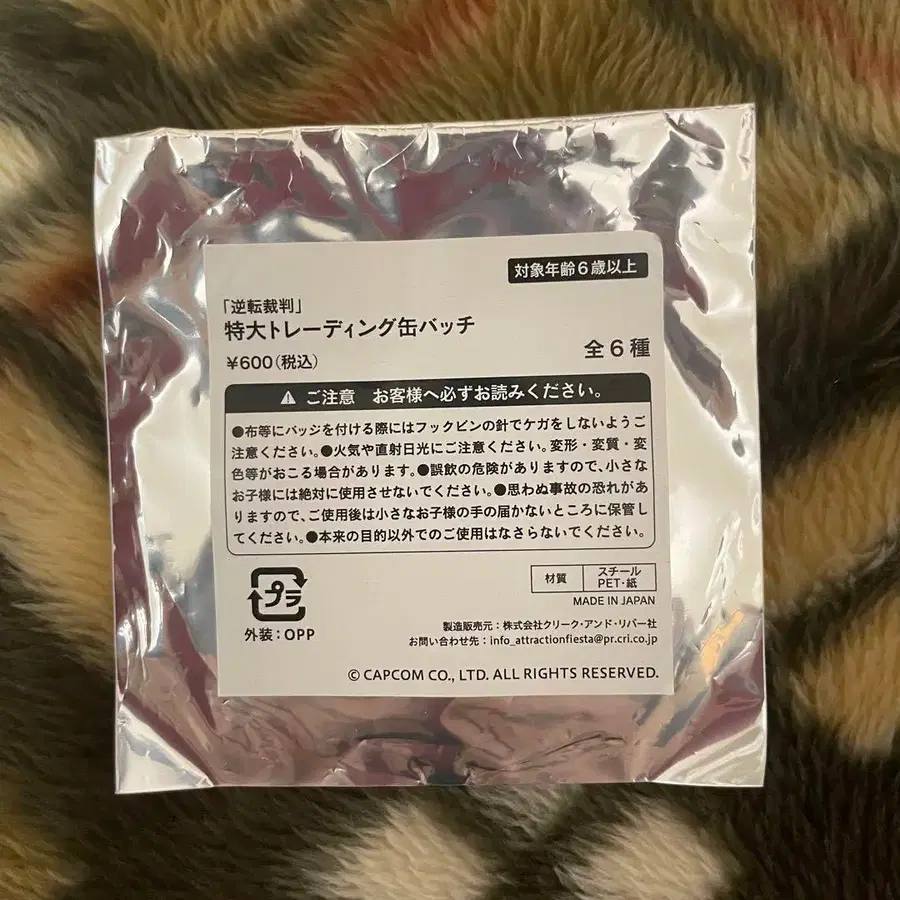 対象年齢6歳以上
「逆転裁判」
特大トレーディング缶バッチ
¥600(税込)
全6種
ご注意 お客様へ必ずお読みください。
●布等にバッジを付ける際にはフックピンの針でケガをしないようご
注意ください。●火気や直射日光にご注意ください。変形・変質・変
色等がおこる場合があります。●誤飲の危険がありますので、小さな
お子様には絶対に使用させないでください。●思わぬ事故の恐れがあ
りますので、ご使用後は小さなお子様の手の届かないところに保管し
てください。●本来の目的以外でのご使用はなさらないでください。
プラ
外装:OPP
材質
スチール
PET・紙
MADE IN JAPAN
製造販売元:株式会社クリーク・アンド・リバー社
お問い合わせ先:info_attractionfiesta@pr.cri.co.jp
© CAPCOM CO., LTD. ALL RIGHTS RESERVED.